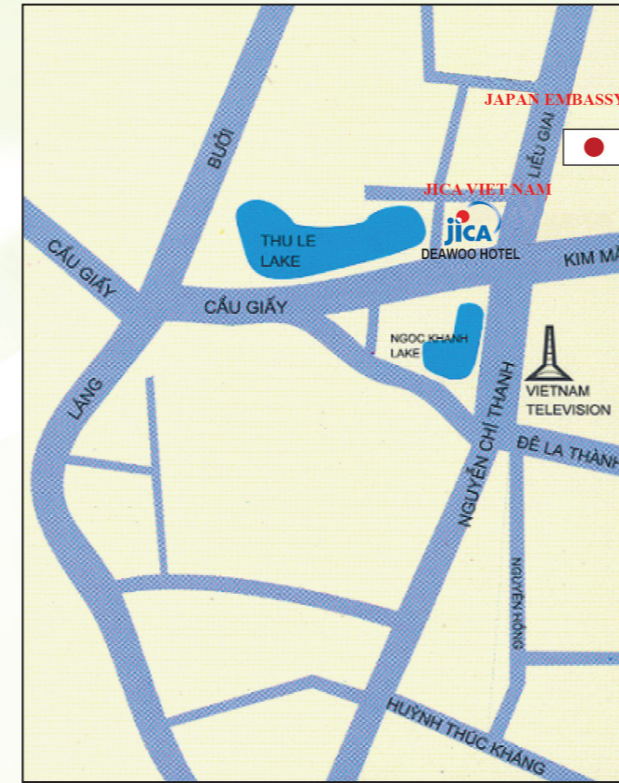 JAPAN EMBASSY
LIỄU GIAI
BƯỞI
JICA VIET NAM
jica
DEAWOO HOTEL
THU LE
LAKE
CẦU GIẤY
KIM MÃ
CẦU GIẤY
NGOC KHANH
LAKE
VIETNAM
TELEVISION
LÁNG
NGUYỄN CHÍ THANH
ĐÊ LA THÀNH
NGUYÊN HỒNG
HUỲNH THÚC KHÁNG